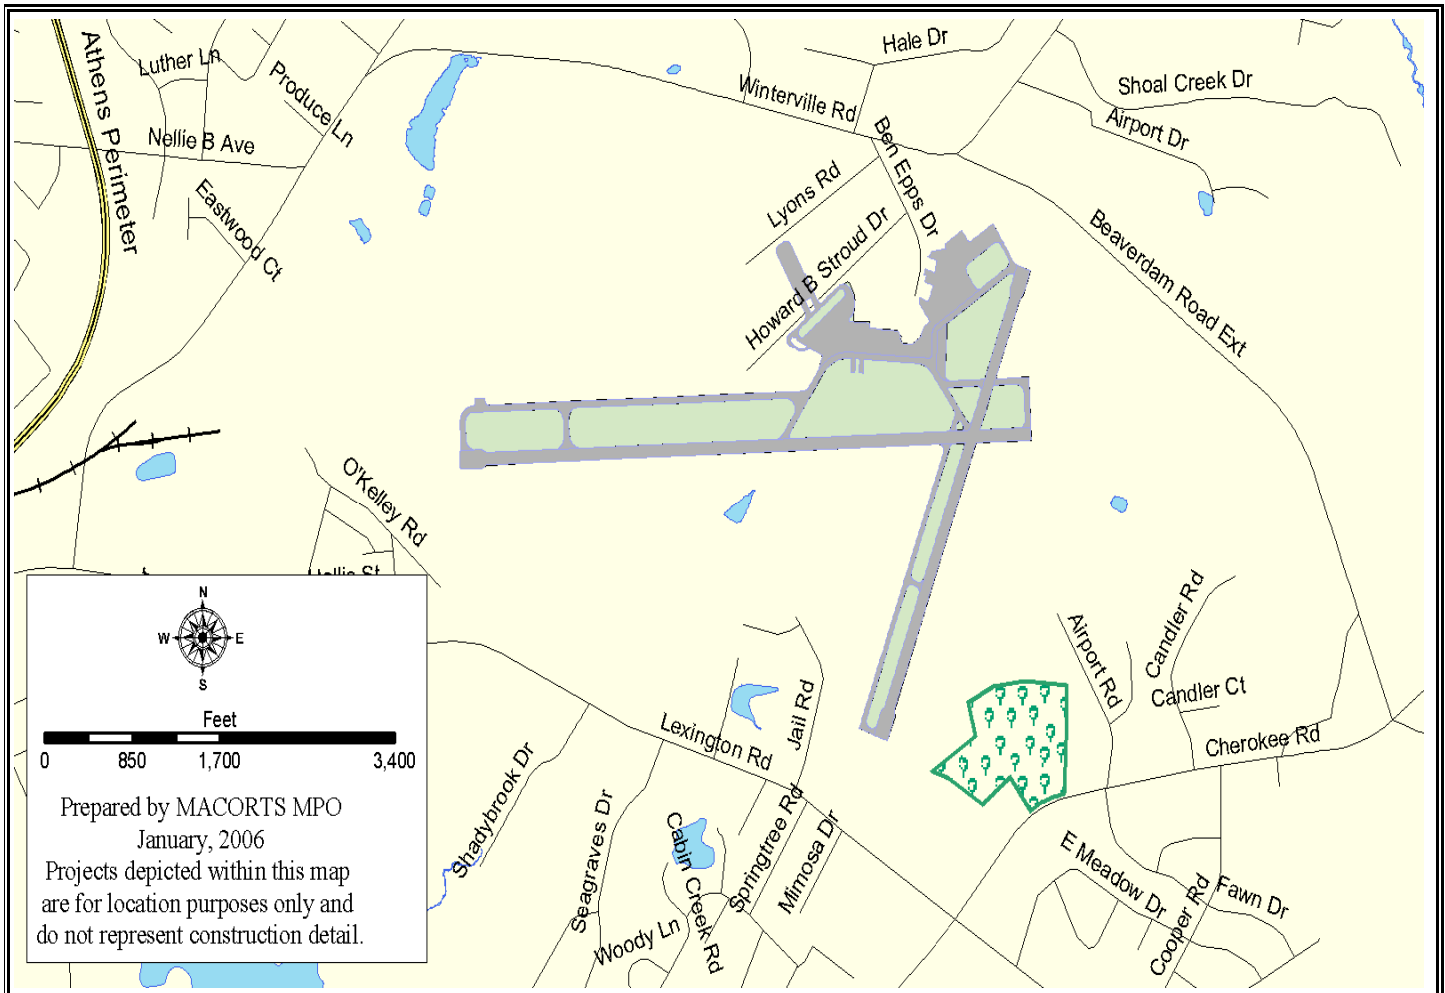 Hale Dr
Luther Ln
Athens Perimeter
Produce Ln
Winterville Rd
Shoal Creek Dr
Airport Dr
Nellie B Ave
Ben Epps Dr
Lyons Rd
Eastwood Ct
Howard B Stroud Dr
Beaverdam Road Ext
O'Kelley Rd
Hollis St
Airport Rd
Candler Rd
Candler Ct
Cherokee Rd
Jail Rd
Lexington Rd
Shadybrook Dr
Seagraves Dr
Cabin Creek Rd
Springtree Rd
Mimosa Dr
Woody Ln
E Meadow Dr
Fawn Dr
Cooper Rd
N
W E
S
Feet
0 850 1,700 3,400
Prepared by MACORTS MPO
January, 2006
Projects depicted within this map
are for location purposes only and
do not represent construction detail.